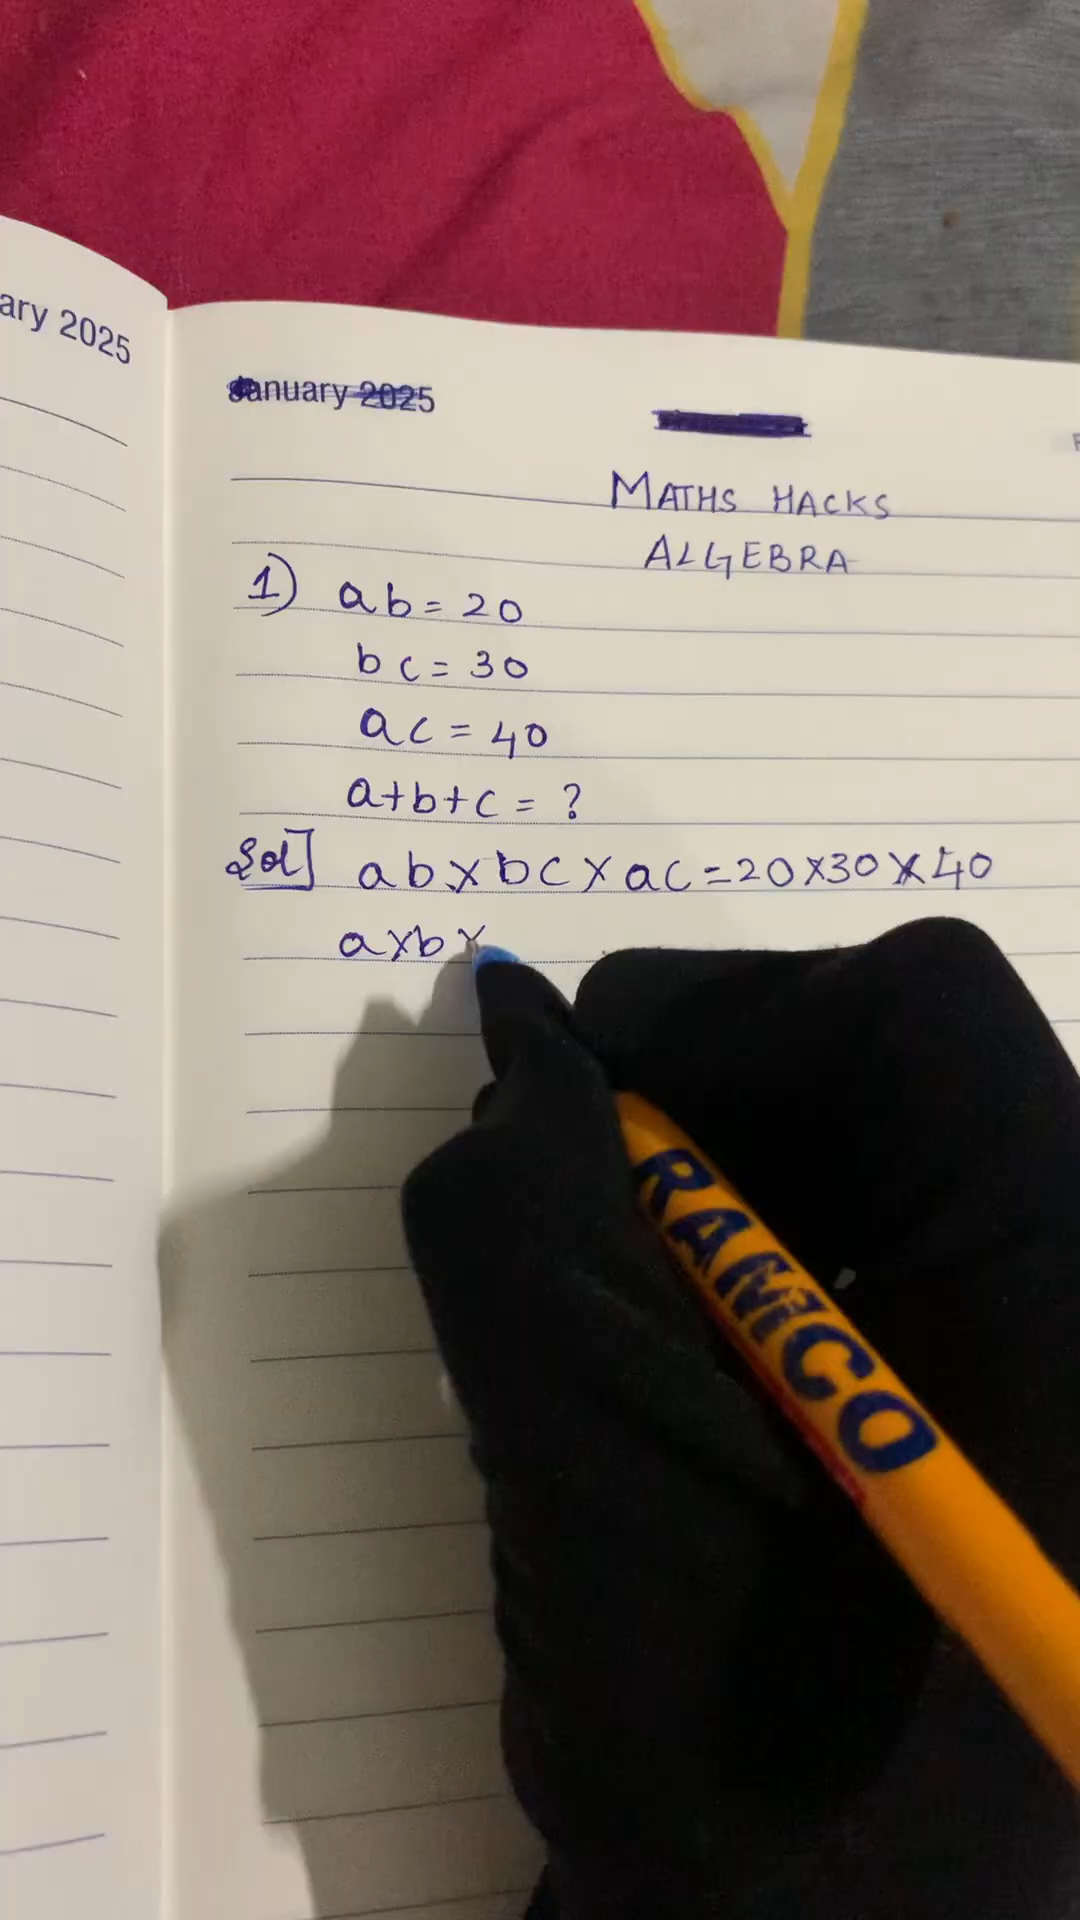 ary 2025
January 2025
MATHS HACKS
ALGEBRA
1) ab = 20
bc = 30
ac = 40
a+b+c = ?
Sol] ab×bc×ac=20×30×40
a×b×
RAMCO